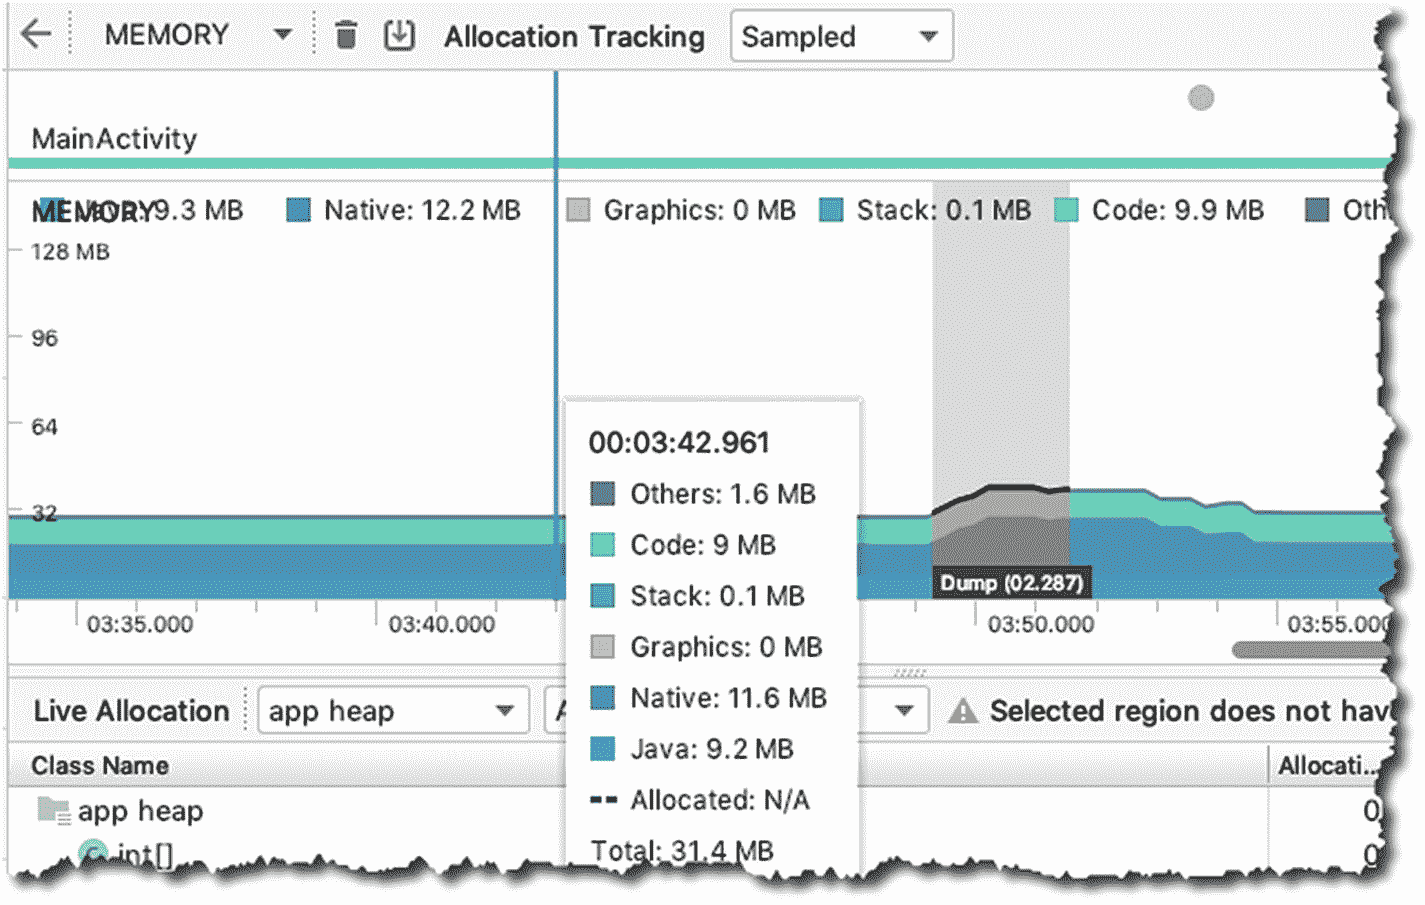 MEMORY Allocation Tracking Sampled
MainActivity
MEMORY 9.3 MB Native: 12.2 MB Graphics: 0 MB Stack: 0.1 MB Code: 9.9 MB Oth
128 MB
96
64
32
00:03:42.961
Others: 1.6 MB
Code: 9 MB
Stack: 0.1 MB
Graphics: 0 MB
Native: 11.6 MB
Java: 9.2 MB
Allocated: N/A
Total: 31.4 MB
Dump (02.287)
03:35.000 03:40.000 03:50.000 03:55.000
Live Allocation app heap A Selected region does not hav
Class Name Allocati...
app heap 0
int[] 0